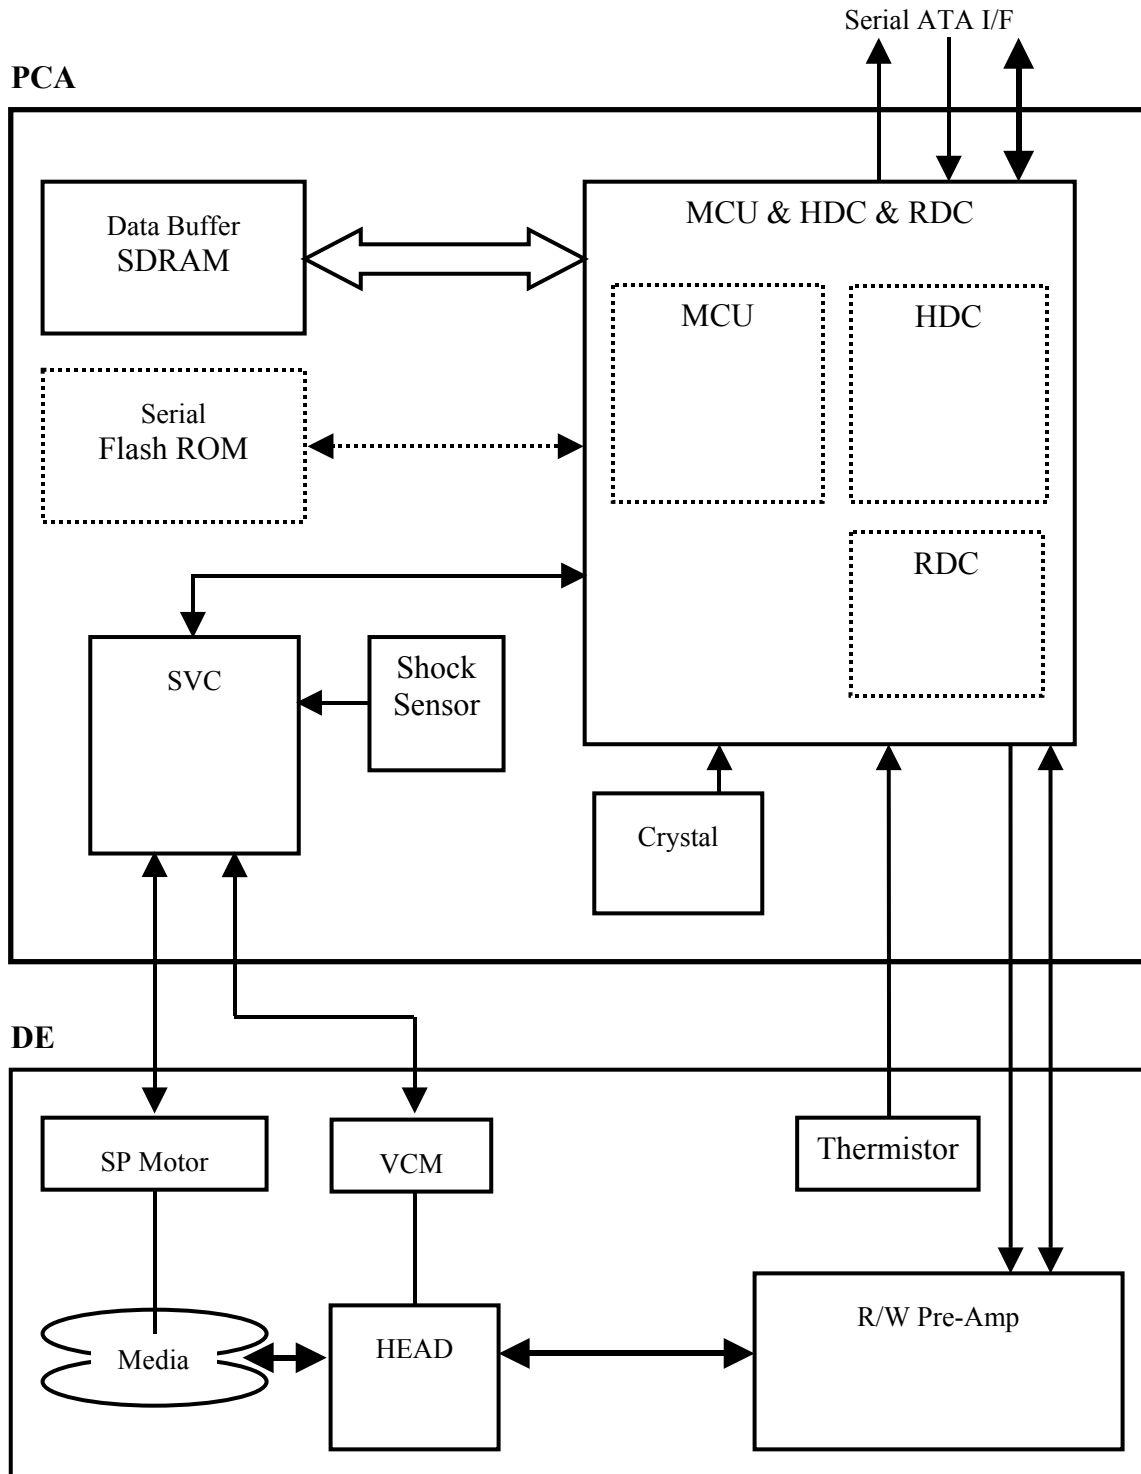 Serial ATA I/F
PCA
Data Buffer
SDRAM
MCU & HDC & RDC
MCU
HDC
Serial
Flash ROM
RDC
SVC
Shock
Sensor
Crystal
DE
SP Motor
VCM
Thermistor
Media
HEAD
R/W Pre-Amp